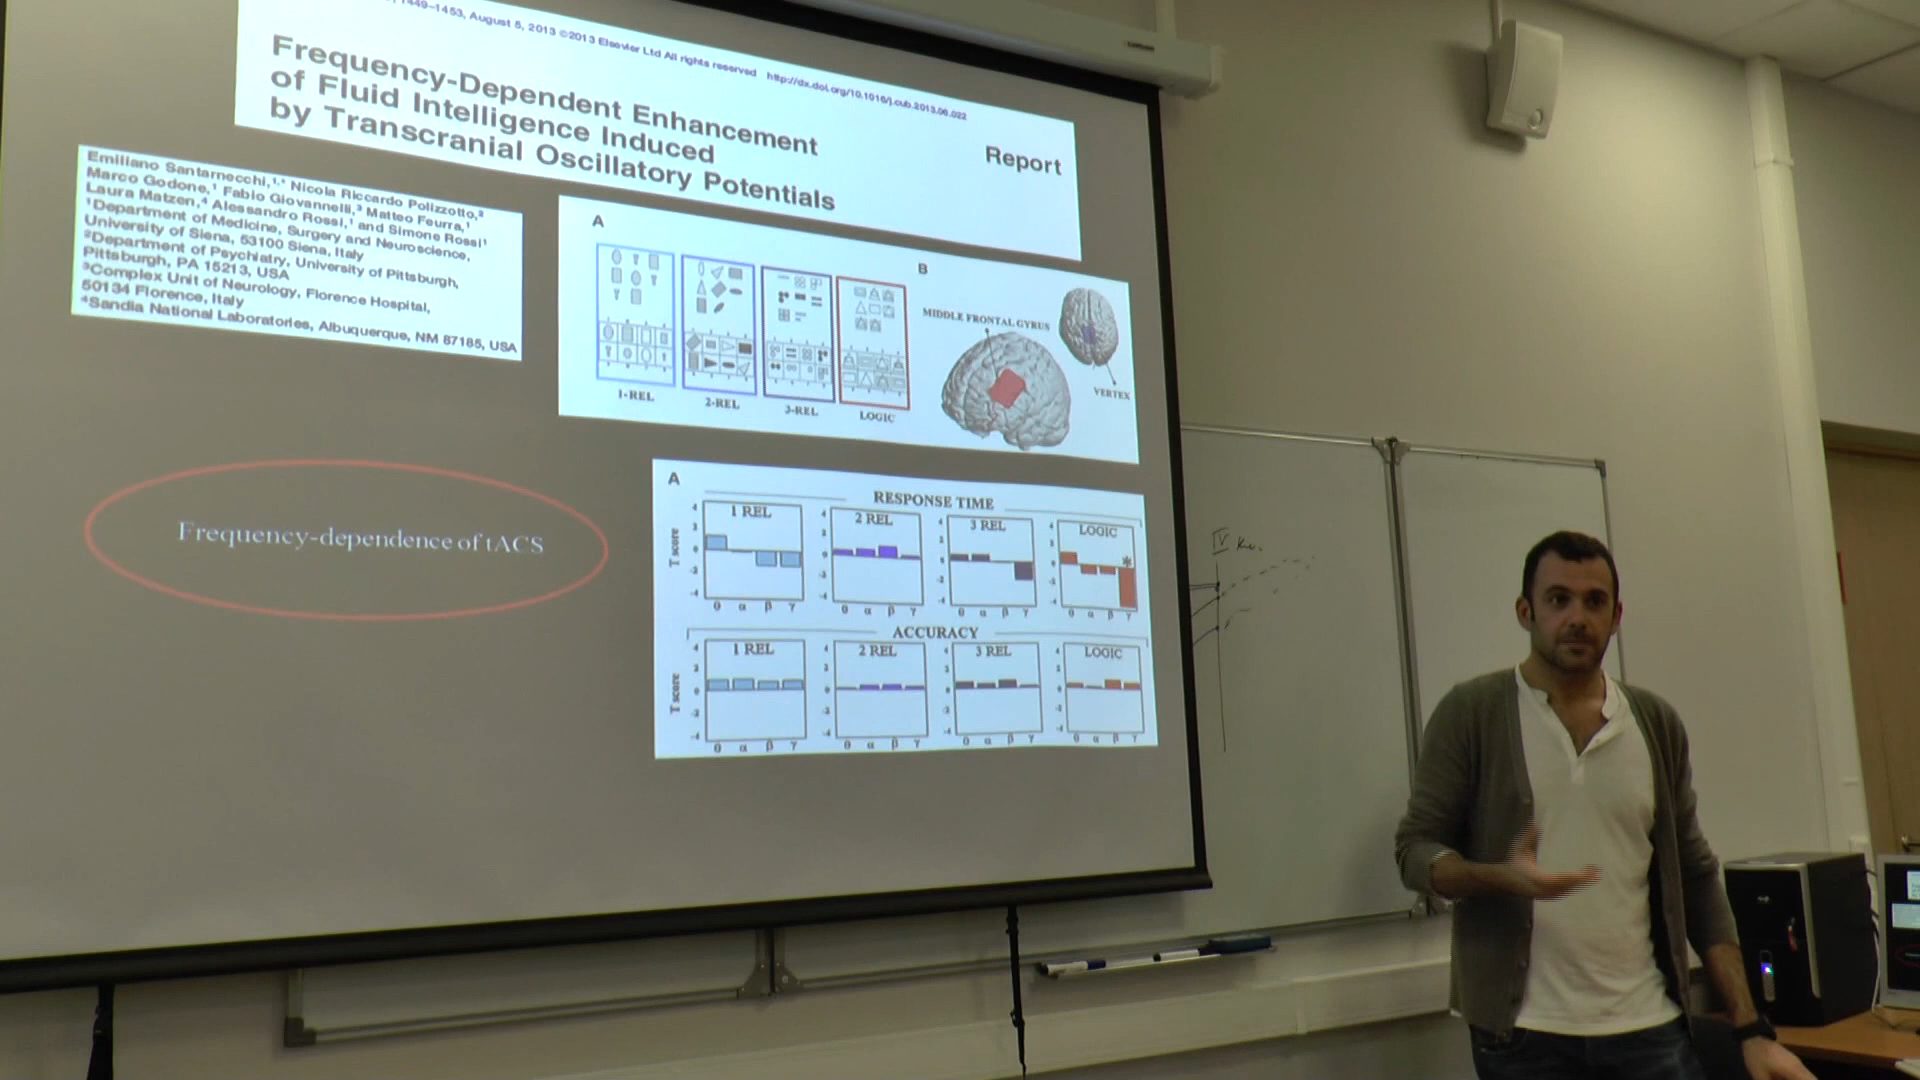 1449–1453, August 5, 2013 ©2013 Elsevier Ltd All rights reserved http://dx.doi.org/10.1016/j.cub.2013.06.022
Report
Frequency-Dependent Enhancement
of Fluid Intelligence Induced
by Transcranial Oscillatory Potentials
Emiliano Santarnecchi,¹,* Nicola Riccardo Polizzotto,²
Marco Godone,¹ Fabio Giovannelli,³ Matteo Feurra,¹
Laura Matzen,⁴ Alessandro Rossi,¹ and Simone Rossi¹
¹Department of Medicine, Surgery and Neuroscience,
University of Siena, 53100 Siena, Italy
²Department of Psychiatry, University of Pittsburgh,
Pittsburgh, PA 15213, USA
³Complex Unit of Neurology, Florence Hospital,
50134 Florence, Italy
⁴Sandia National Laboratories, Albuquerque, NM 87185, USA
A
1-REL 2-REL 3-REL LOGIC
B
MIDDLE FRONTAL GYRUS
VERTEX
Frequency-dependence of tACS
A
RESPONSE TIME
1 REL 2 REL 3 REL LOGIC
T score
*
θ α β γ θ α β γ θ α β γ θ α β γ
ACCURACY
1 REL 2 REL 3 REL LOGIC
T score
θ α β γ θ α β γ θ α β γ θ α β γ